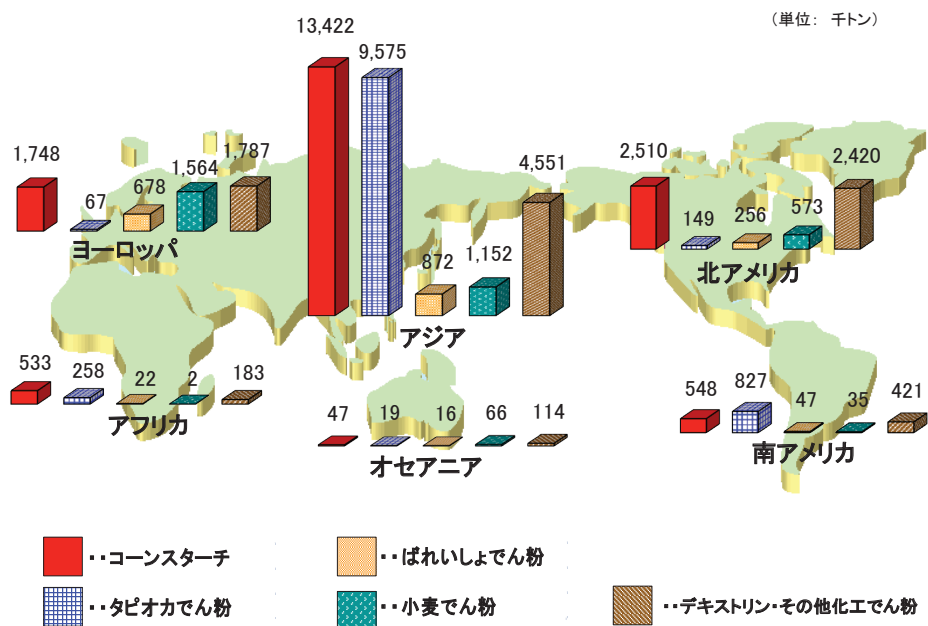 （単位： 千トン）
13,422
9,575
1,748
67
678
1,564
1,787
ヨーロッパ
4,551
872
1,152
アジア
2,510
149
256
573
2,420
北アメリカ
533
258
22
2
183
アフリカ
47
19
16
66
114
オセアニア
548
827
47
35
421
南アメリカ
‥コーンスターチ
‥ばれいしょでん粉
‥タピオカでん粉
‥小麦でん粉
‥デキストリン・その他化工でん粉